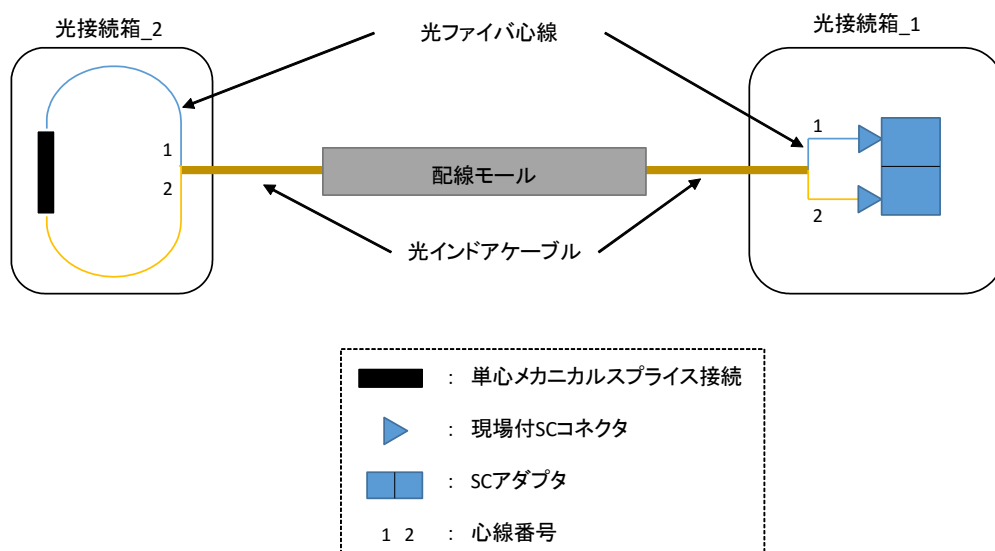 光接続箱_2
光ファイバ心線
光接続箱_1
1
2
配線モール
1
2
光インドアケーブル
: 単心メカニカルスプライス接続
: 現場付SCコネクタ
: SCアダプタ
1 2 : 心線番号